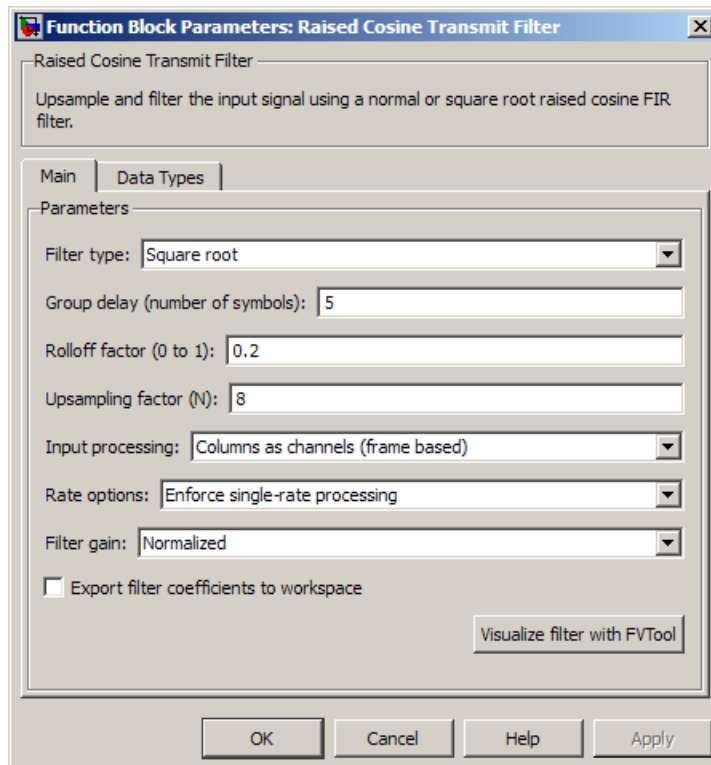 Function Block Parameters: Raised Cosine Transmit Filter
Raised Cosine Transmit Filter
Upsample and filter the input signal using a normal or square root raised cosine FIR
filter.
Main Data Types
Parameters
Filter type: Square root
Group delay (number of symbols): 5
Rolloff factor (0 to 1): 0.2
Upsampling factor (N): 8
Input processing: Columns as channels (frame based)
Rate options: Enforce single-rate processing
Filter gain: Normalized
Export filter coefficients to workspace
Visualize filter with FVTool
OK Cancel Help Apply